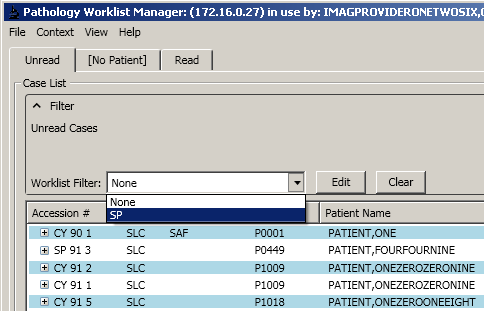 Pathology Worklist Manager: (172.16.0.27) in use by: IMAGPROVIDERONETWOSIX,
File Context View Help
Unread [No Patient] Read
Case List
Filter
Unread Cases
Worklist Filter: None Edit Clear
None
SP
Accession # Patient Name
CY 90 1 SLC SAF P0001 PATIENT,ONE
SP 91 3 SLC P0449 PATIENT,FOURFOURNINE
CY 91 2 SLC P1009 PATIENT,ONEZEROZERONINE
CY 91 1 SLC P1009 PATIENT,ONEZEROZERONINE
CY 91 5 SLC P1018 PATIENT,ONEZEROONEEIGHT